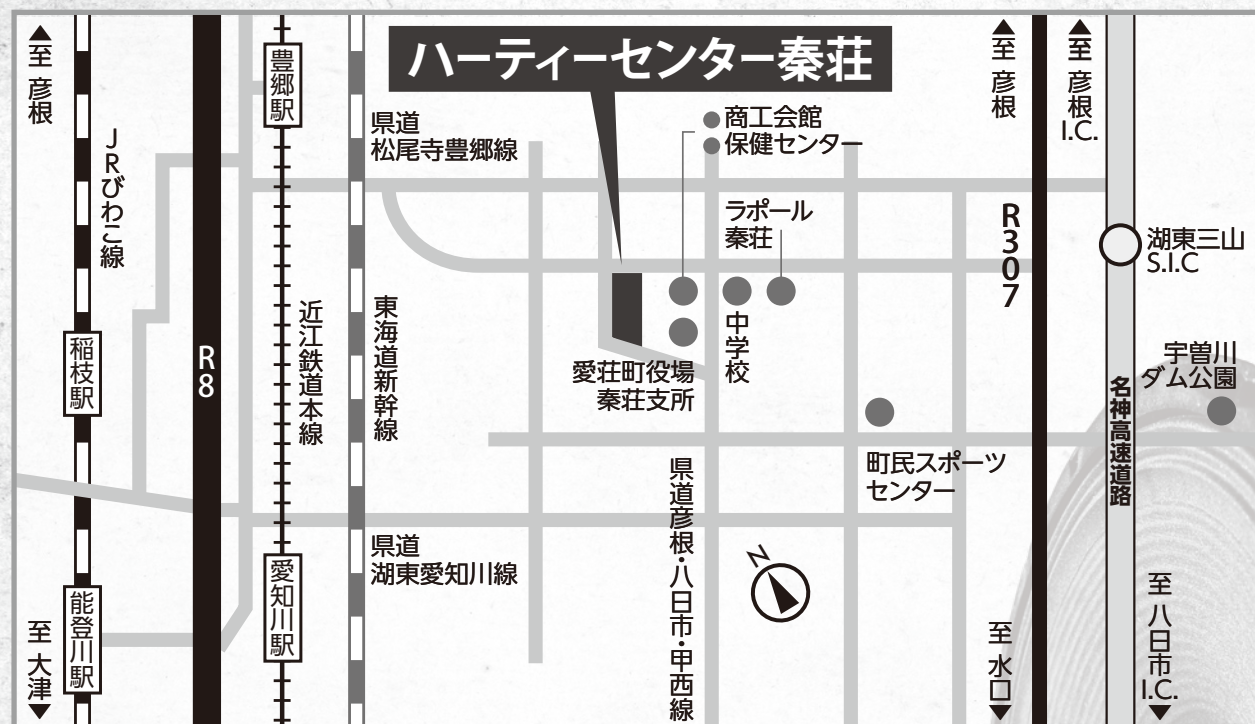 ハーティーセンター秦荘
至 彦根
JRびわこ線
稲枝駅
能登川駅
至 大津
R8
豊郷駅
近江鉄道本線
愛知川駅
東海道新幹線
県道
松尾寺豊郷線
県道
湖東愛知川線
商工会館
保健センター
ラポール
秦荘
中学校
愛荘町役場
秦荘支所
県道彦根・八日市・甲西線
町民スポーツ
センター
N
至 彦根
R307
至 水口
至 彦根
I.C.
湖東三山
S.I.C
宇曽川
ダム公園
名神高速道路
至 八日市
I.C.